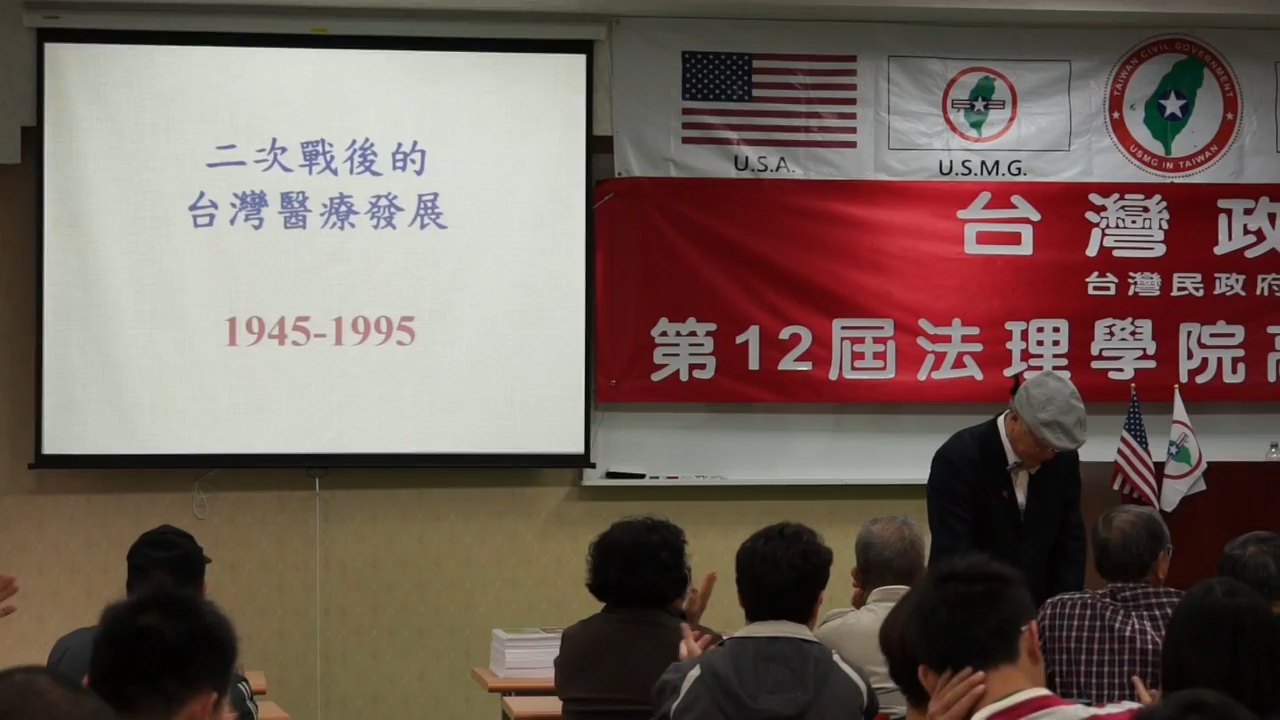 二次戰後的
台灣醫療發展
1945-1995
U.S.A.
U.S.M.G.
TAIWAN CIVIL GOVERNMENT
USMG IN TAIWAN
台灣政
台灣民政府
第12屆法理學院高